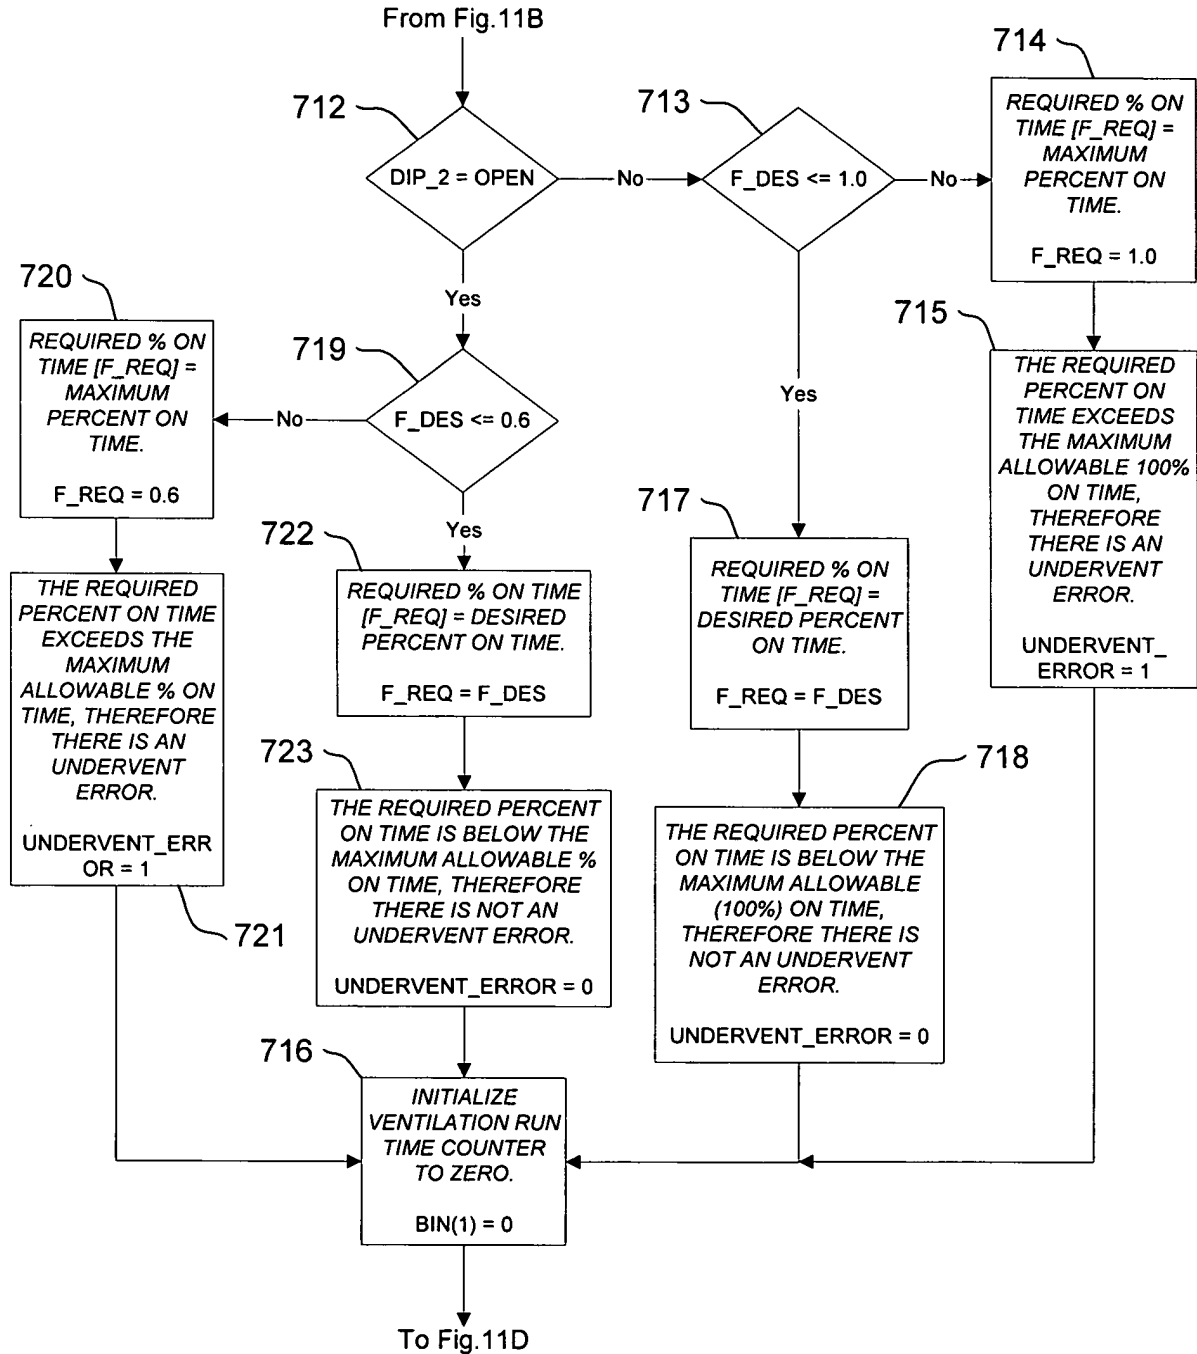 From Fig.11B
712
DIP_2 = OPEN
No
Yes
713
F_DES <= 1.0
No
Yes
714
REQUIRED % ON
TIME [F_REQ] =
MAXIMUM
PERCENT ON
TIME.
F_REQ = 1.0
715
THE REQUIRED
PERCENT ON
TIME EXCEEDS
THE MAXIMUM
ALLOWABLE 100%
ON TIME,
THEREFORE
THERE IS AN
UNDERVENT
ERROR.
UNDERVENT_
ERROR = 1
719
F_DES <= 0.6
No
Yes
720
REQUIRED % ON
TIME [F_REQ] =
MAXIMUM
PERCENT ON
TIME.
F_REQ = 0.6
THE REQUIRED
PERCENT ON TIME
EXCEEDS THE
MAXIMUM
ALLOWABLE % ON
TIME, THEREFORE
THERE IS AN
UNDERVENT
ERROR.
UNDERVENT_ERR
OR = 1
721
722
REQUIRED % ON TIME
[F_REQ] = DESIRED
PERCENT ON TIME.
F_REQ = F_DES
723
THE REQUIRED PERCENT
ON TIME IS BELOW THE
MAXIMUM ALLOWABLE %
ON TIME, THEREFORE
THERE IS NOT AN
UNDERVENT ERROR.
UNDERVENT_ERROR = 0
717
REQUIRED % ON
TIME [F_REQ] =
DESIRED PERCENT
ON TIME.
F_REQ = F_DES
718
THE REQUIRED PERCENT
ON TIME IS BELOW THE
MAXIMUM ALLOWABLE
(100%) ON TIME,
THEREFORE THERE IS
NOT AN UNDERVENT
ERROR.
UNDERVENT_ERROR = 0
716
INITIALIZE
VENTILATION RUN
TIME COUNTER
TO ZERO.
BIN(1) = 0
To Fig.11D